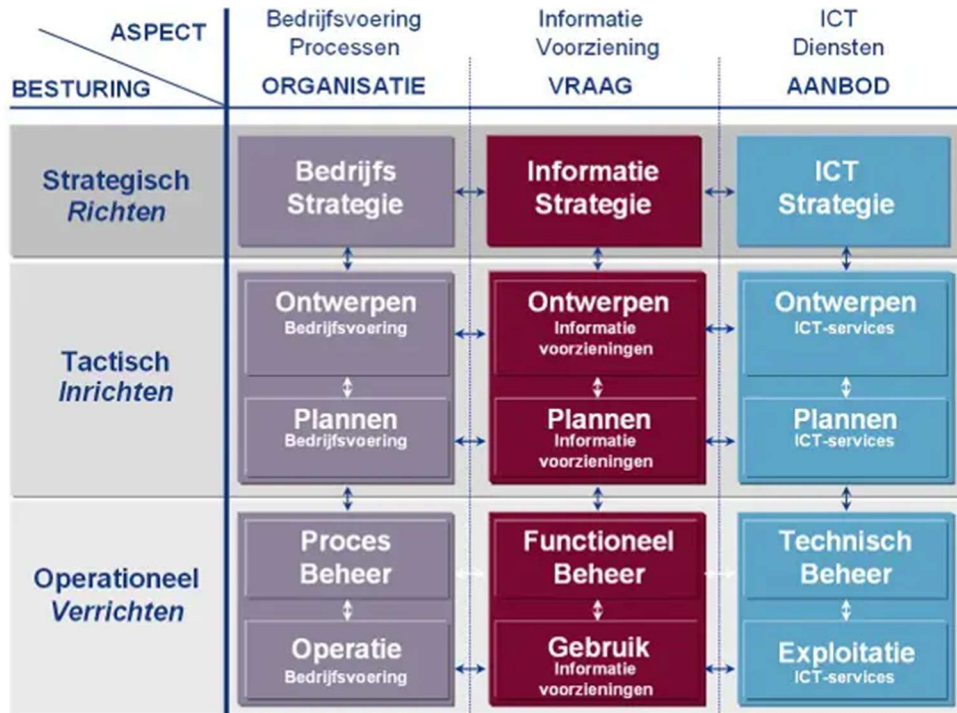 ASPECT
BESTURING
Bedrijfsvoering
Processen
ORGANISATIE
Informatie
Voorziening
VRAAG
ICT
Diensten
AANBOD
Strategisch
Richten
Bedrijfs
Strategie
Informatie
Strategie
ICT
Strategie
Tactisch
Inrichten
Ontwerpen
Bedrijfsvoering
Ontwerpen
Informatie
voorzieningen
Ontwerpen
ICT-services
Plannen
Bedrijfsvoering
Plannen
Informatie
voorzieningen
Plannen
ICT-services
Operationeel
Verrichten
Proces
Beheer
Functioneel
Beheer
Technisch
Beheer
Operatie
Bedrijfsvoering
Gebruik
Informatie
voorzieningen
Exploitatie
ICT-services